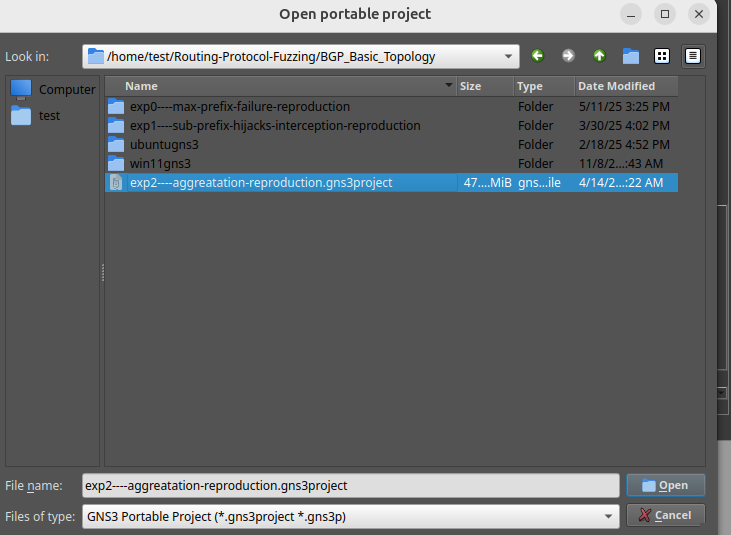 Open portable project
Look in: /home/test/Routing-Protocol-Fuzzing/BGP_Basic_Topology
Computer
test
Name Size Type Date Modified
exp0----max-prefix-failure-reproduction Folder 5/11/25 3:25 PM
exp1----sub-prefix-hijacks-interception-reproduction Folder 3/30/25 4:02 PM
ubuntugns3 Folder 2/18/25 4:52 PM
win11gns3 Folder 11/8/2...:43 AM
exp2----aggreatation-reproduction.gns3project 47....MiB gns...ile 4/14/2...:22 AM
File name: exp2----aggreatation-reproduction.gns3project Open
Files of type: GNS3 Portable Project (*.gns3project *.gns3p) Cancel